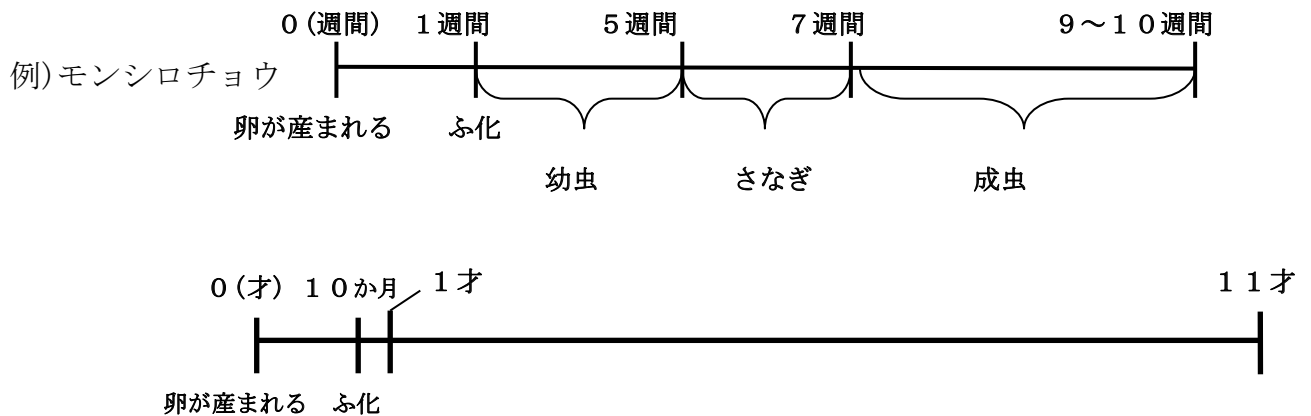 ０(週間) １週間 ５週間 ７週間 ９～１０週間
例)モンシロチョウ
卵が産まれる ふ化
幼虫 さなぎ 成虫
０(才) １０か月 １才 １１才
卵が産まれる ふ化